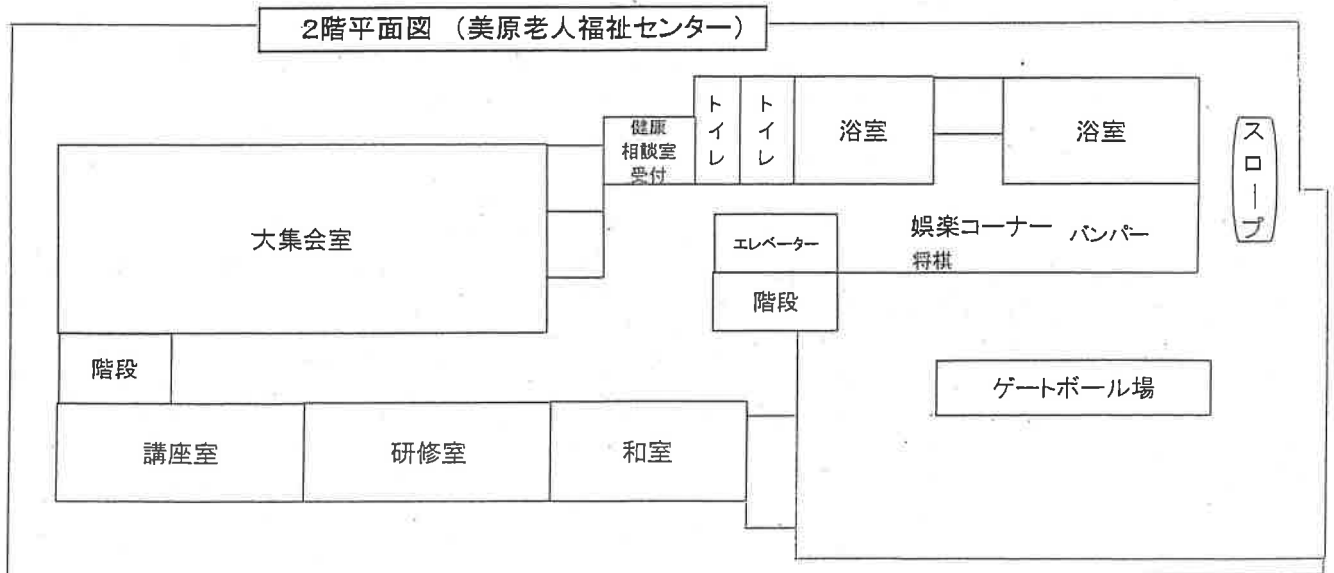 2階平面図 (美原老人福祉センター)
トイレ
トイレ
浴室
浴室
スロープ
健康
相談室
受付
大集会室
エレベーター
娯楽コーナー バンパー
将棋
階段
階段
ゲートボール場
講座室
研修室
和室